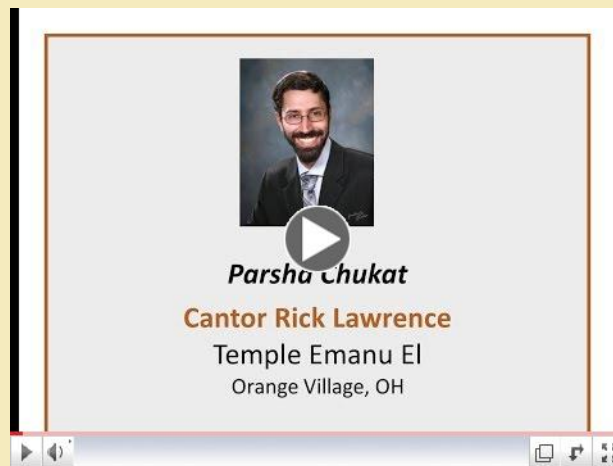 Parsha Chukat
Cantor Rick Lawrence
Temple Emanu El
Orange Village, OH